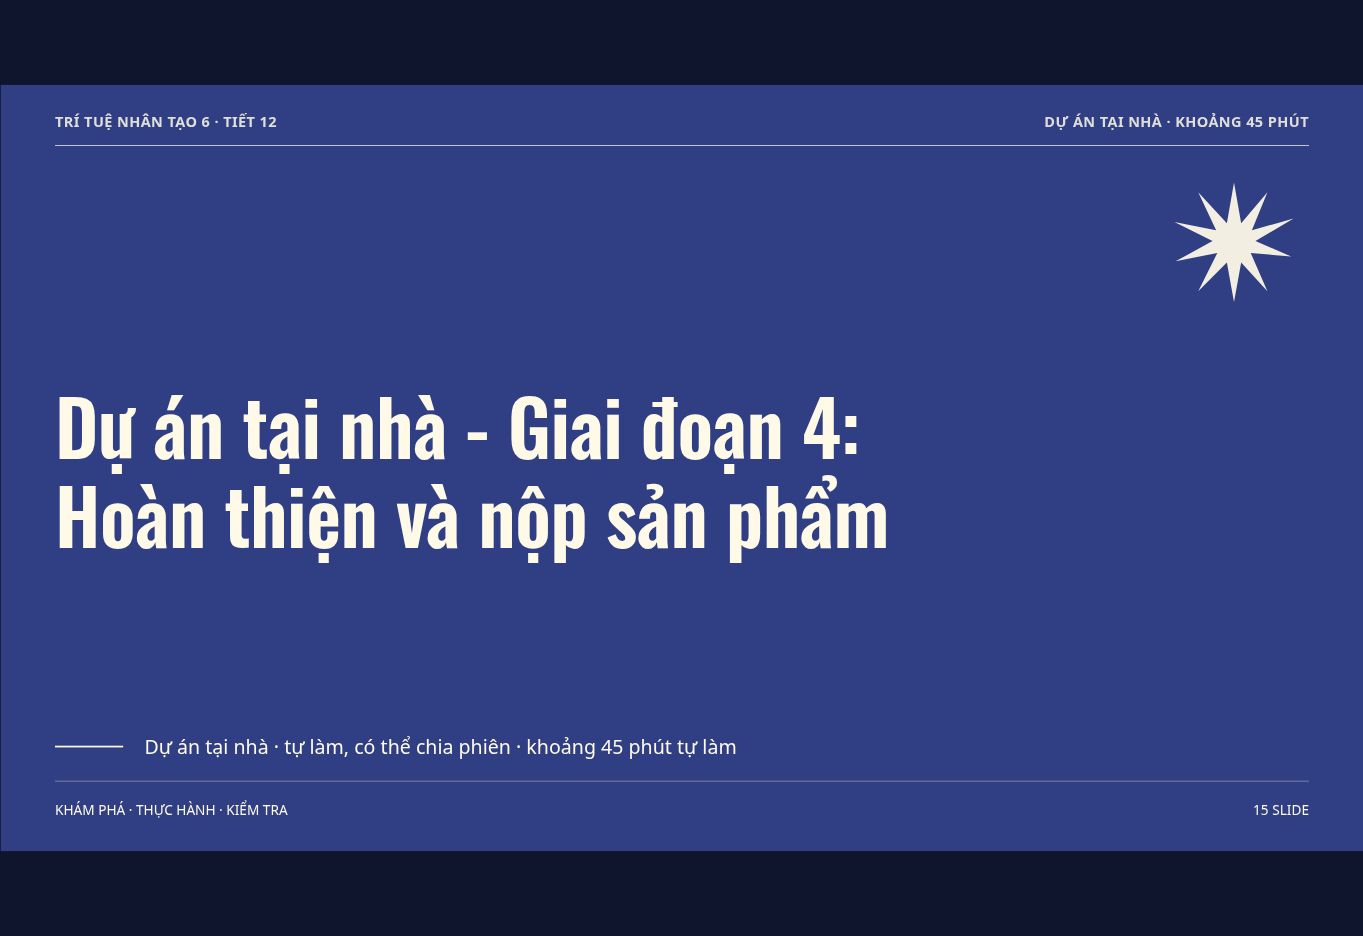 TRÍ TUỆ NHÂN TẠO 6 · TIẾT 12
DỰ ÁN TẠI NHÀ · KHOẢNG 45 PHÚT
Dự án tại nhà - Giai đoạn 4:
Hoàn thiện và nộp sản phẩm
Dự án tại nhà · tự làm, có thể chia phiên · khoảng 45 phút tự làm
KHÁM PHÁ · THỰC HÀNH · KIỂM TRA
15 SLIDE